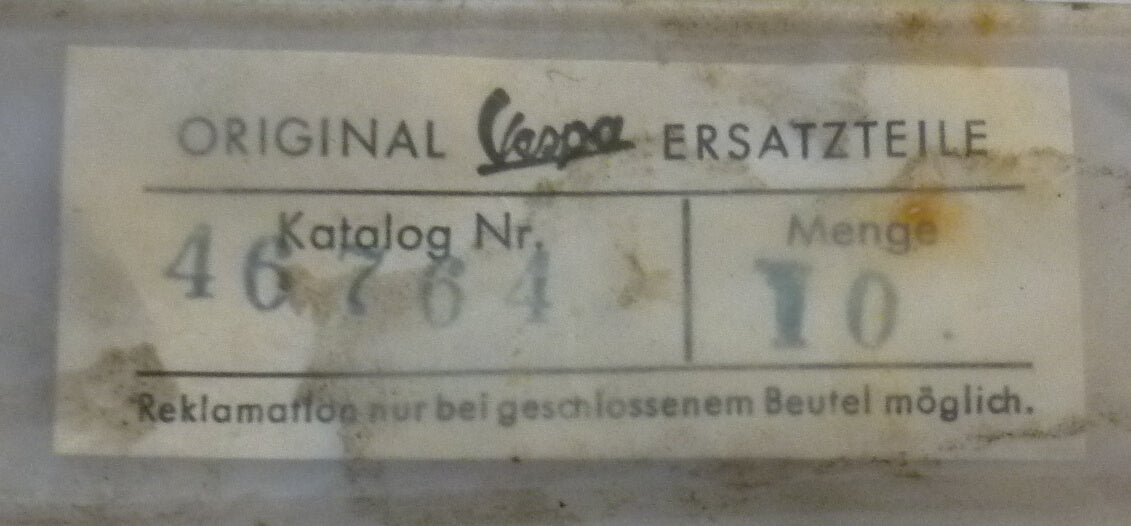 ORIGINAL Vespa ERSATZTEILE
Katalog Nr. Menge
46764 10
Reklamation nur bei geschlossenem Beutel möglich.